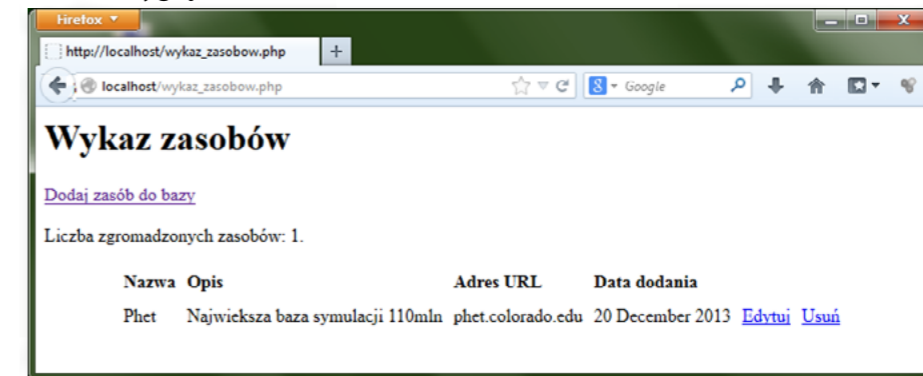 Firefox
http://localhost/wykaz_zasobow.php
localhost/wykaz_zasobow.php Google
Wykaz zasobów
Dodaj zasób do bazy
Liczba zgromadzonych zasobów: 1.
Nazwa Opis Adres URL Data dodania
Phet Najwieksza baza symulacji 110mln phet.colorado.edu 20 December 2013 Edytuj Usuń